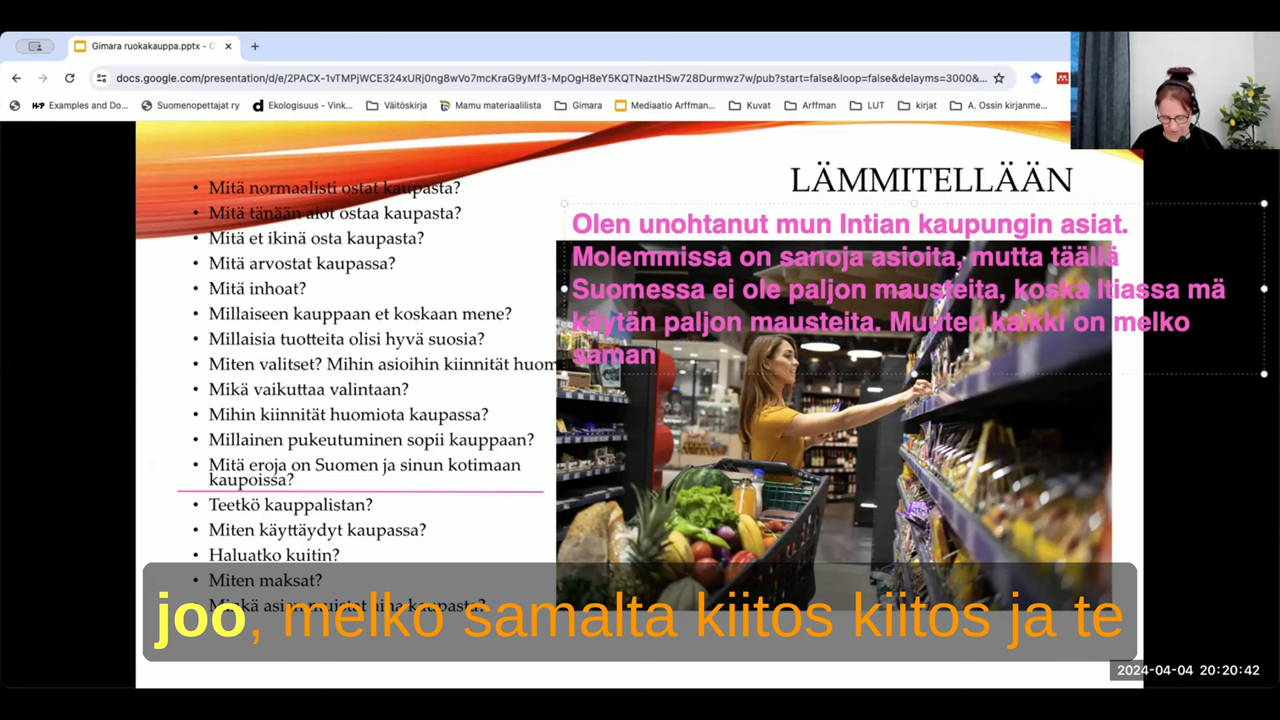 Gimara ruokakauppa.pptx - G
docs.google.com/presentation/d/e/2PACX-1vTMPjWCE324xURj0ng8wVo7mcKraG9yMf3-MpOgH8eY5KQTNaztHSw728Durmwz7w/pub?start=false&loop=false&delayms=3000&...
Examples and Do...
Suomenopettajat ry
Ekologisuus - Vink...
Väitöskirja
Mamu materiaalilista
Gimara
Mediaatio Arffman...
Kuvat
Arffman
LUT
kirjat
A. Ossin kirjanme...
LÄMMITELLÄÄN
• Mitä normaalisti ostat kaupasta?
• Mitä tänään aiot ostaa kaupasta?
• Mitä et ikinä osta kaupasta?
• Mitä arvostat kaupassa?
• Mitä inhoat?
• Millaiseen kauppaan et koskaan mene?
• Millaisia tuotteita olisi hyvä suosia?
• Miten valitset? Mihin asioihin kiinnität huom
• Mikä vaikuttaa valintaan?
• Mihin kiinnität huomiota kaupassa?
• Millainen pukeutuminen sopii kauppaan?
• Mitä eroja on Suomen ja sinun kotimaan
kaupoissa?
• Teetkö kauppalistan?
• Miten käyttäydyt kaupassa?
• Haluatko kuitin?
• Miten maksat?
Olen unohtanut mun Intian kaupungin asiat.
Molemmissa on sanoja asioita, mutta täällä
Suomessa ei ole paljon mausteita, koska Itiassa mä
käytän paljon mausteita. Muuten kaikki on melko
saman
joo, melko samalta kiitos kiitos ja te
2024-04-04 20:20:42